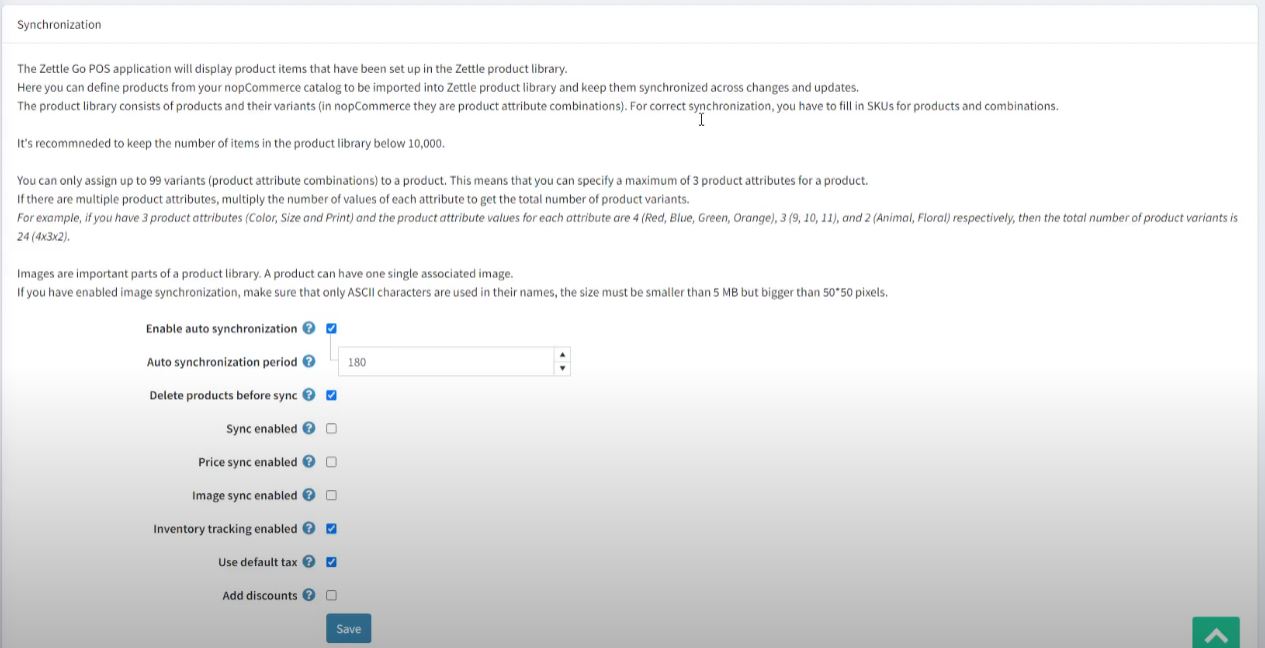 Synchronization
The Zettle Go POS application will display product items that have been set up in the Zettle product library.
Here you can define products from your nopCommerce catalog to be imported into Zettle product library and keep them synchronized across changes and updates.
The product library consists of products and their variants (in nopCommerce they are product attribute combinations). For correct synchronization, you have to fill in SKUs for products and combinations.
It's recommneded to keep the number of items in the product library below 10,000.
You can only assign up to 99 variants (product attribute combinations) to a product. This means that you can specify a maximum of 3 product attributes for a product.
If there are multiple product attributes, multiply the number of values of each attribute to get the total number of product variants.
For example, if you have 3 product attributes (Color, Size and Print) and the product attribute values for each attribute are 4 (Red, Blue, Green, Orange), 3 (9, 10, 11), and 2 (Animal, Floral) respectively, then the total number of product variants is
24 (4x3x2).
Images are important parts of a product library. A product can have one single associated image.
If you have enabled image synchronization, make sure that only ASCII characters are used in their names, the size must be smaller than 5 MB but bigger than 50*50 pixels.
Enable auto synchronization ?
Auto synchronization period ? 180
Delete products before sync ?
Sync enabled ?
Price sync enabled ?
Image sync enabled ?
Inventory tracking enabled ?
Use default tax ?
Add discounts ?
Save